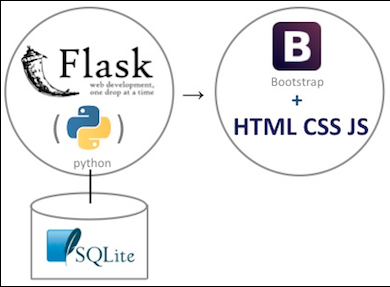 Flask
web development,
one drop at a time
( )
python
SQLite
B
Bootstrap
+
HTML CSS JS